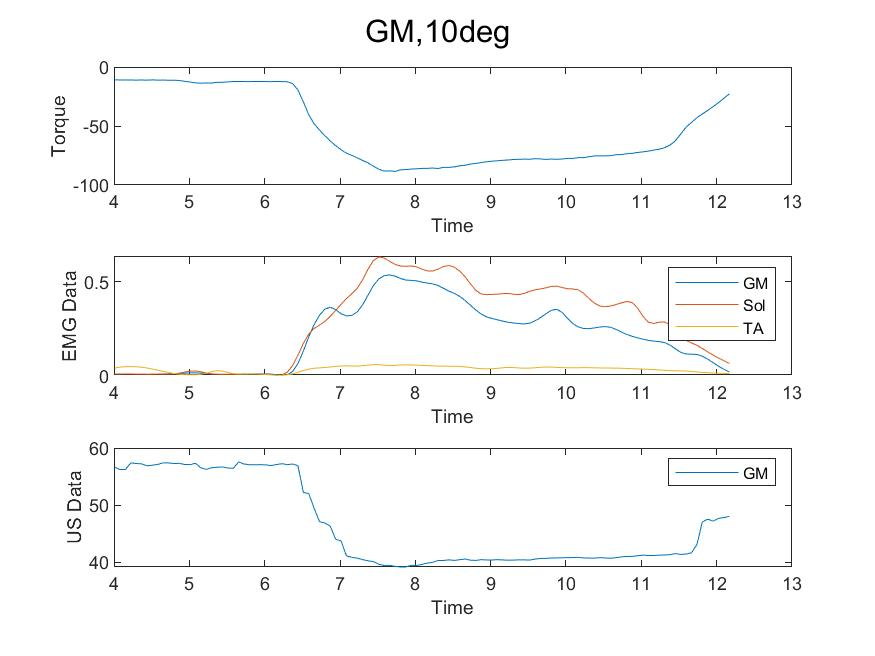 GM,10deg
0
-50
-100
Torque
4 5 6 7 8 9 10 11 12 13
Time
0.5
0
EMG Data
GM
Sol
TA
4 5 6 7 8 9 10 11 12 13
Time
60
50
40
US Data
GM
4 5 6 7 8 9 10 11 12 13
Time